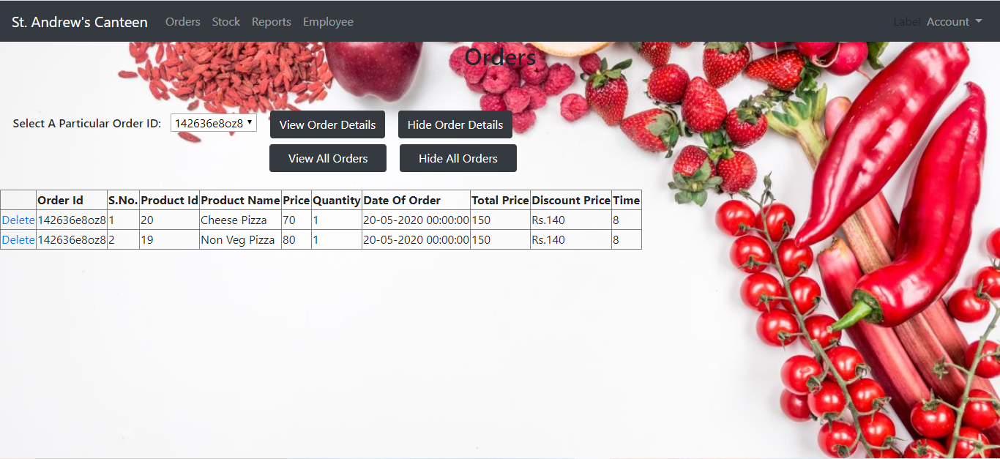 St. Andrew's Canteen Orders Stock Reports Employee Label Account
Orders
Select A Particular Order ID: 142636e8oz8 View Order Details Hide Order Details
View All Orders Hide All Orders
Order Id S.No. Product Id Product Name Price Quantity Date Of Order Total Price Discount Price Time
Delete 142636e8oz8 1 20 Cheese Pizza 70 1 20-05-2020 00:00:00 150 Rs.140 8
Delete 142636e8oz8 2 19 Non Veg Pizza 80 1 20-05-2020 00:00:00 150 Rs.140 8